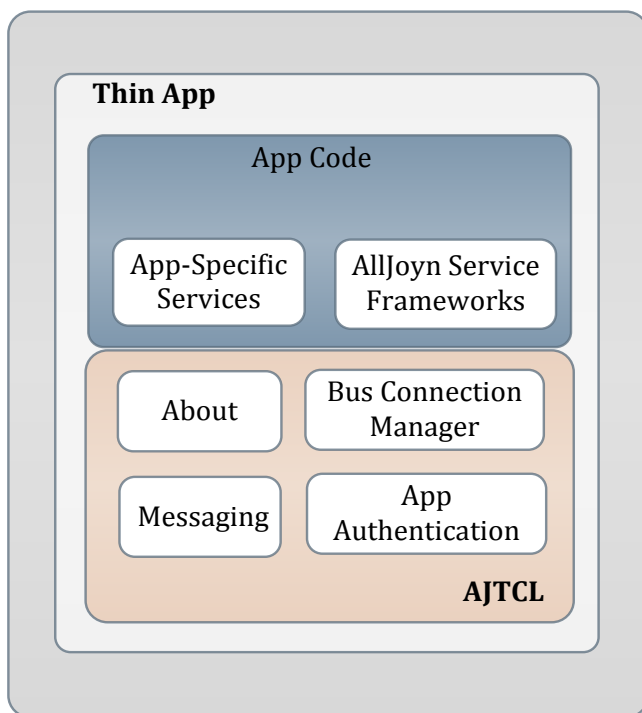 Thin App
App Code
App-Specific
Services
AllJoyn Service
Frameworks
About
Bus Connection
Manager
Messaging
App
Authentication
AJTCL